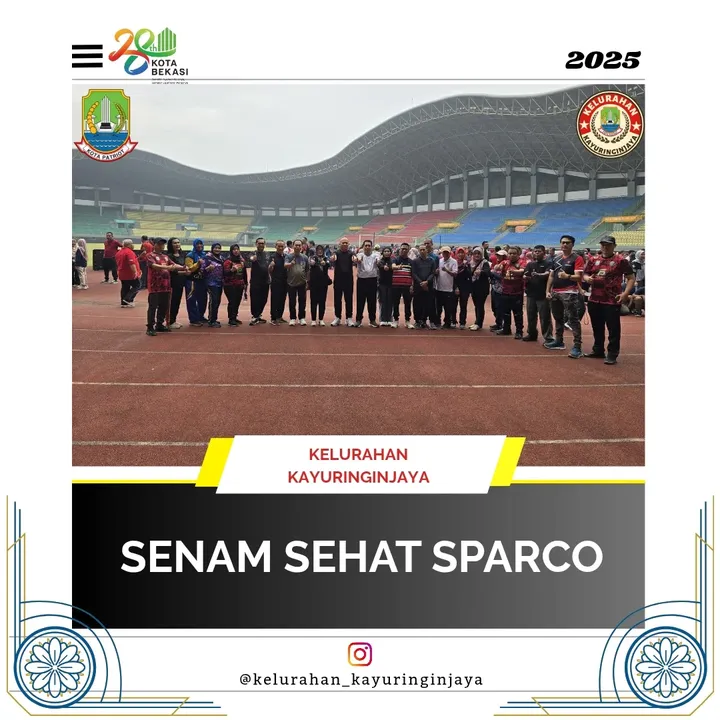 28th
KOTA
BEKASI
2025
KOTA PATRIOT
KELURAHAN
KAYURINGINJAYA
KELURAHAN
KAYURINGINJAYA
SENAM SEHAT SPARCO
@kelurahan_kayuringinjaya